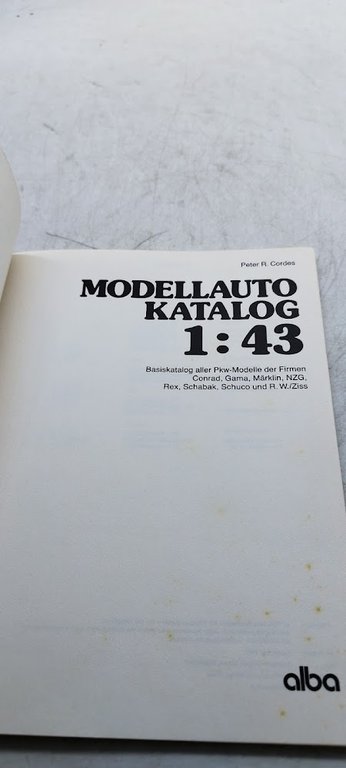 Peter R. Cordes
MODELLAUTO
KATALOG
1:43
Basiskatalog aller Pkw-Modelle der Firmen
Conrad, Gama, Märklin, NZG,
Rex, Schabak, Schuco und R. W./Ziss
alba